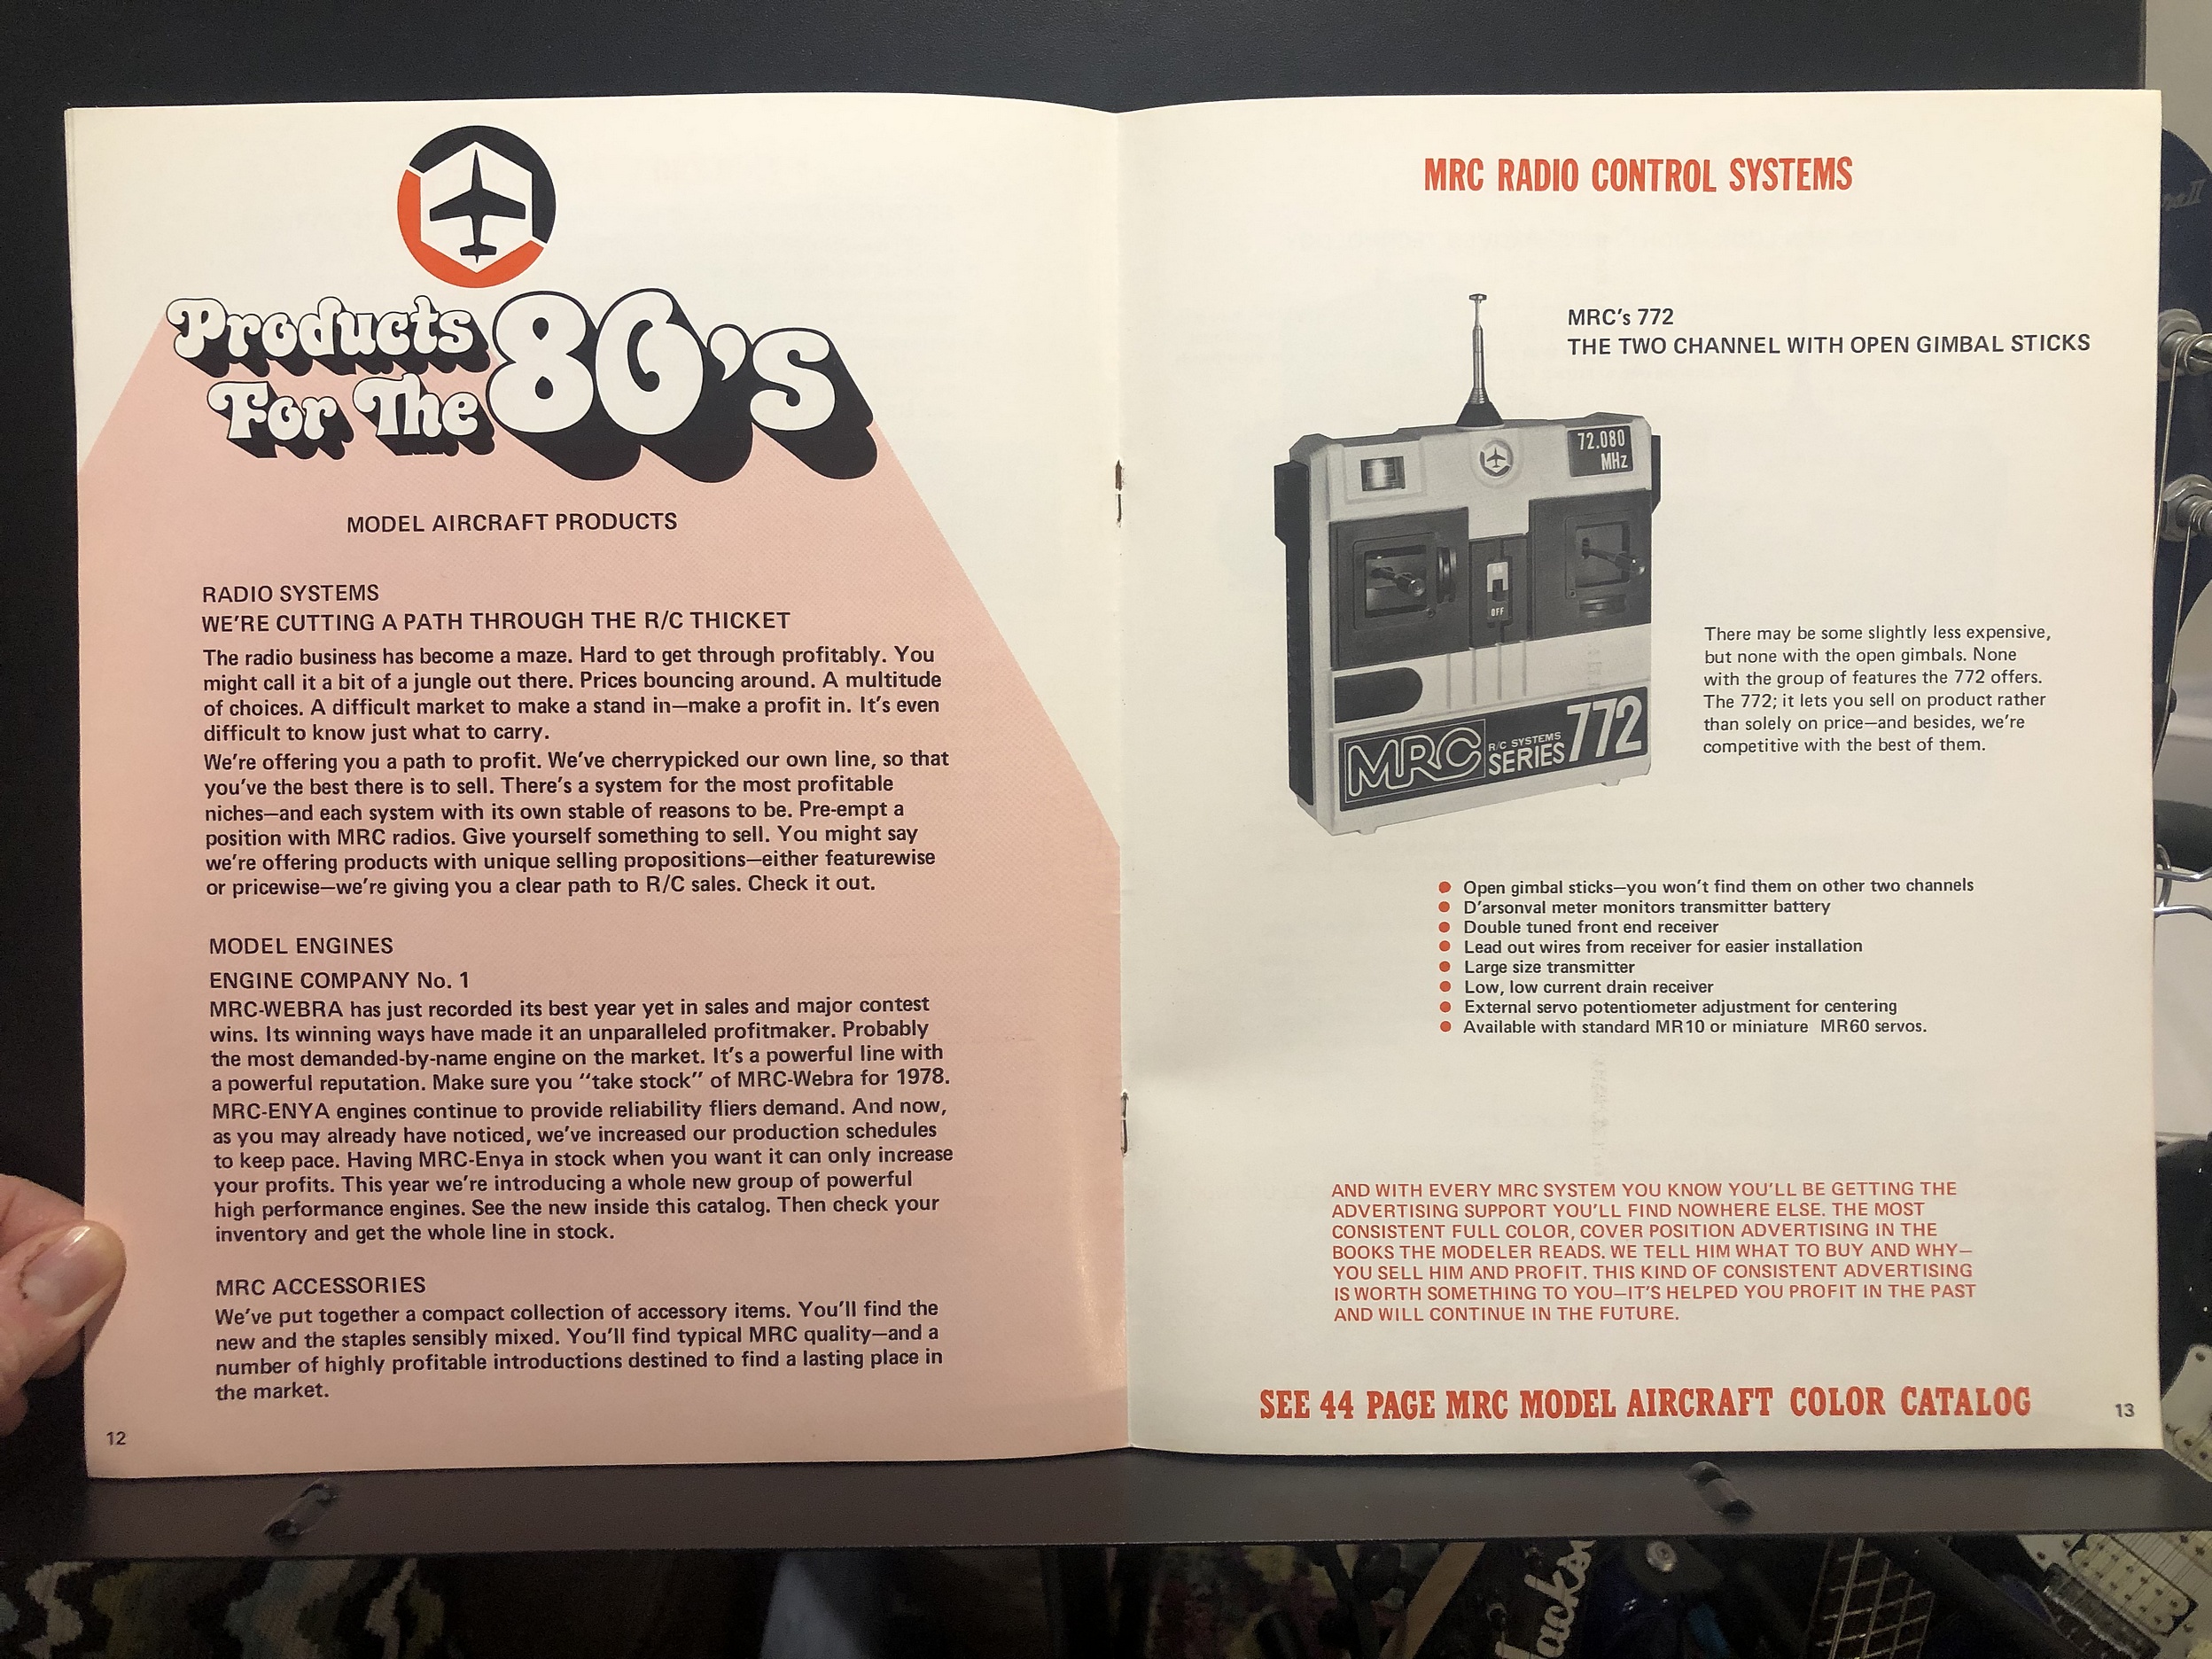 Products
For The 80's
MODEL AIRCRAFT PRODUCTS
RADIO SYSTEMS
WE'RE CUTTING A PATH THROUGH THE R/C THICKET
The radio business has become a maze. Hard to get through profitably. You
might call it a bit of a jungle out there. Prices bouncing around. A multitude
of choices. A difficult market to make a stand in—make a profit in. It's even
difficult to know just what to carry.
We're offering you a path to profit. We've cherrypicked our own line, so that
you've the best there is to sell. There's a system for the most profitable
niches—and each system with its own stable of reasons to be. Pre-empt a
position with MRC radios. Give yourself something to sell. You might say
we're offering products with unique selling propositions—either featurewise
or pricewise—we're giving you a clear path to R/C sales. Check it out.
MODEL ENGINES
ENGINE COMPANY No. 1
MRC-WEBRA has just recorded its best year yet in sales and major contest
wins. Its winning ways have made it an unparalleled profitmaker. Probably
the most demanded-by-name engine on the market. It's a powerful line with
a powerful reputation. Make sure you "take stock" of MRC-Webra for 1978.
MRC-ENYA engines continue to provide reliability fliers demand. And now,
as you may already have noticed, we've increased our production schedules
to keep pace. Having MRC-Enya in stock when you want it can only increase
your profits. This year we're introducing a whole new group of powerful
high performance engines. See the new inside this catalog. Then check your
inventory and get the whole line in stock.
MRC ACCESSORIES
We've put together a compact collection of accessory items. You'll find the
new and the staples sensibly mixed. You'll find typical MRC quality—and a
number of highly profitable introductions destined to find a lasting place in
the market.
12
MRC RADIO CONTROL SYSTEMS
MRC's 772
THE TWO CHANNEL WITH OPEN GIMBAL STICKS
72.080
MHz
OFF
MRC R/C SYSTEMS
SERIES 772
There may be some slightly less expensive,
but none with the open gimbals. None
with the group of features the 772 offers.
The 772; it lets you sell on product rather
than solely on price—and besides, we're
competitive with the best of them.
● Open gimbal sticks—you won't find them on other two channels
● D'arsonval meter monitors transmitter battery
● Double tuned front end receiver
● Lead out wires from receiver for easier installation
● Large size transmitter
● Low, low current drain receiver
● External servo potentiometer adjustment for centering
● Available with standard MR10 or miniature MR60 servos.
AND WITH EVERY MRC SYSTEM YOU KNOW YOU'LL BE GETTING THE
ADVERTISING SUPPORT YOU'LL FIND NOWHERE ELSE. THE MOST
CONSISTENT FULL COLOR, COVER POSITION ADVERTISING IN THE
BOOKS THE MODELER READS. WE TELL HIM WHAT TO BUY AND WHY—
YOU SELL HIM AND PROFIT. THIS KIND OF CONSISTENT ADVERTISING
IS WORTH SOMETHING TO YOU—IT'S HELPED YOU PROFIT IN THE PAST
AND WILL CONTINUE IN THE FUTURE.
SEE 44 PAGE MRC MODEL AIRCRAFT COLOR CATALOG
13
Jackson